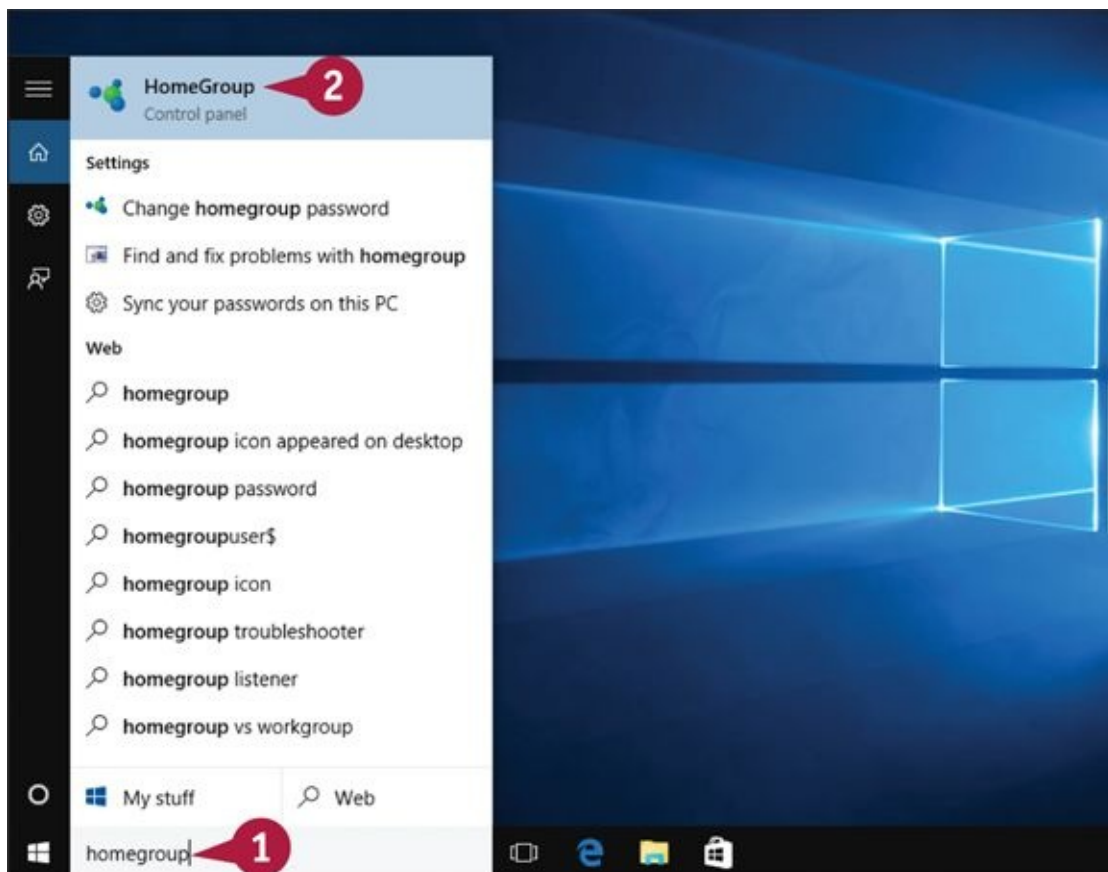 HomeGroup
2
Control panel
Settings
Change homegroup password
Find and fix problems with homegroup
Sync your passwords on this PC
Web
homegroup
homegroup icon appeared on desktop
homegroup password
homegroupuser$
homegroup icon
homegroup troubleshooter
homegroup listener
homegroup vs workgroup
My stuff
Web
homegroup
1